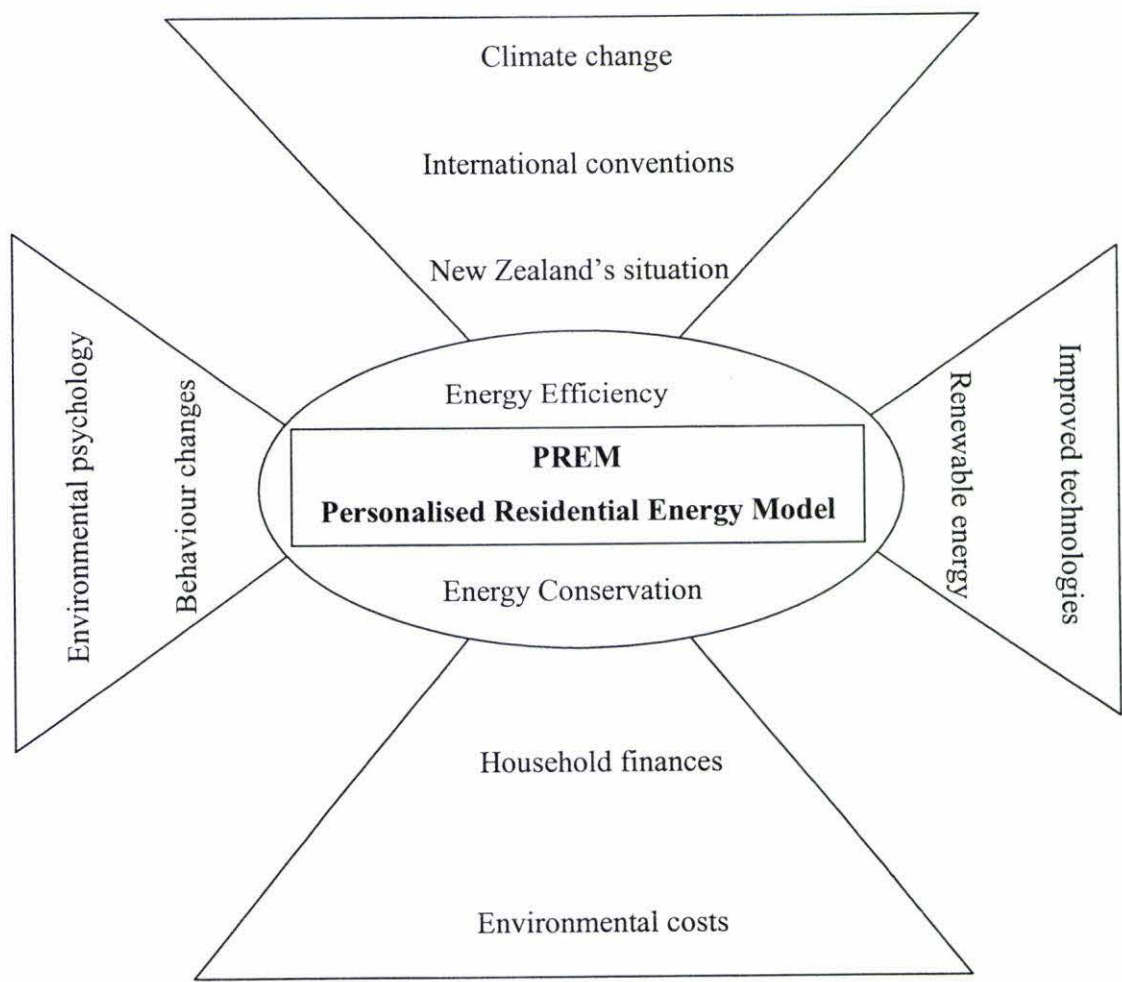 Climate change
International conventions
New Zealand's situation
Environmental psychology
Behaviour changes
Energy Efficiency
PREM
Personalised Residential Energy Model
Energy Conservation
Renewable energy
Improved technologies
Household finances
Environmental costs